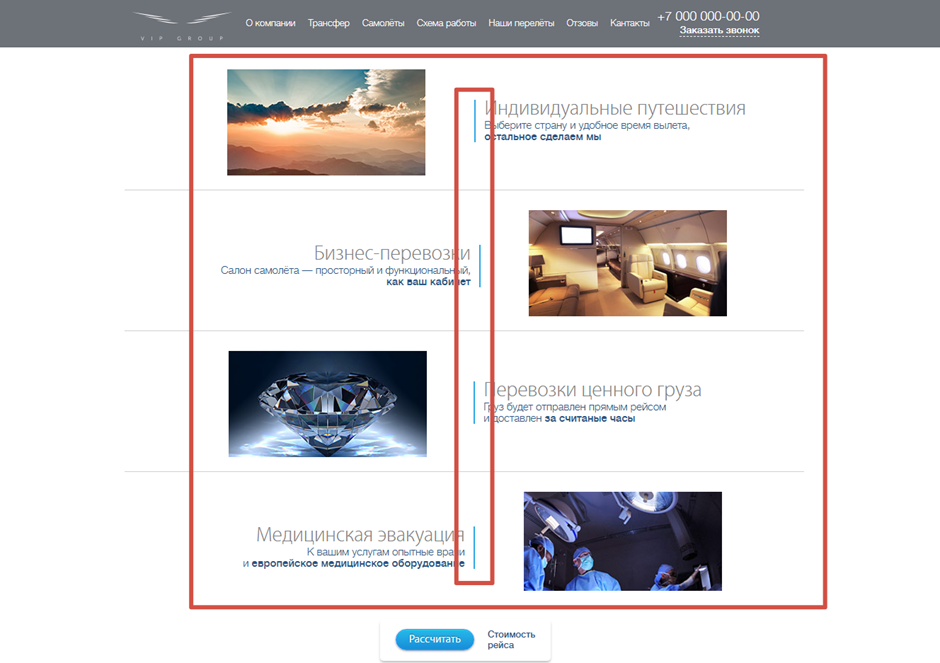 VIP GROUP
О компании Трансфер Самолёты Схема работы Наши перелёты Отзывы Контакты
+7 000 000-00-00
Заказать звонок
Индивидуальные путешествия
Выберите страну и удобное время вылета,
остальное сделаем мы
Бизнес-перевозки
Салон самолёта — просторный и функциональный,
как ваш кабинет
Перевозки ценного груза
Груз будет отправлен прямым рейсом
и доставлен за считаные часы
Медицинская эвакуация
К вашим услугам опытные врачи
и европейское медицинское оборудование
Рассчитать
Стоимость
рейса